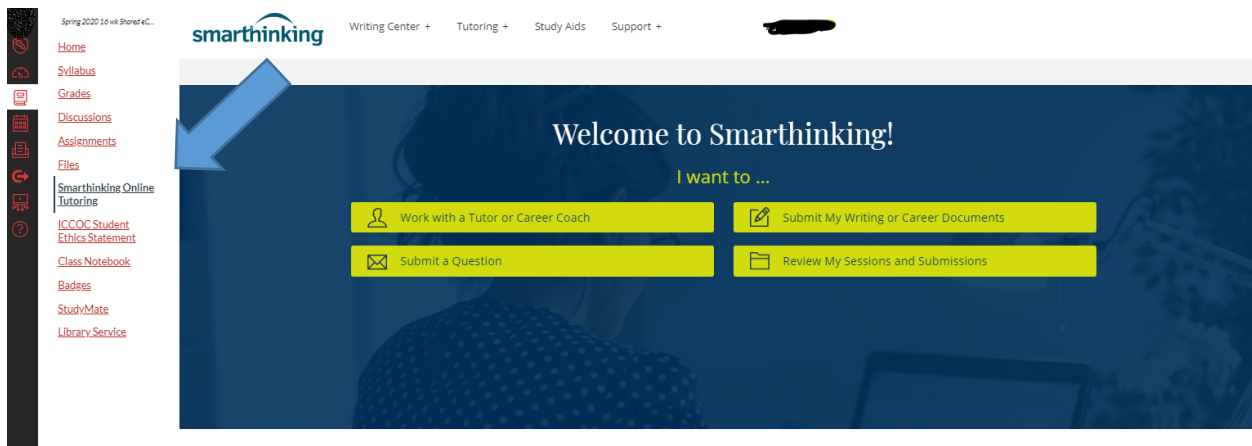 Spring 2020 16 wk Shared eC...
Home
Syllabus
Grades
Discussions
Assignments
Files
Smarthinking Online
Tutoring
ICCOC Student
Ethics Statement
Class Notebook
Badges
StudyMate
Library Service
smarthinking
Writing Center + Tutoring + Study Aids Support +
Welcome to Smarthinking!
I want to ...
Work with a Tutor or Career Coach
Submit My Writing or Career Documents
Submit a Question
Review My Sessions and Submissions